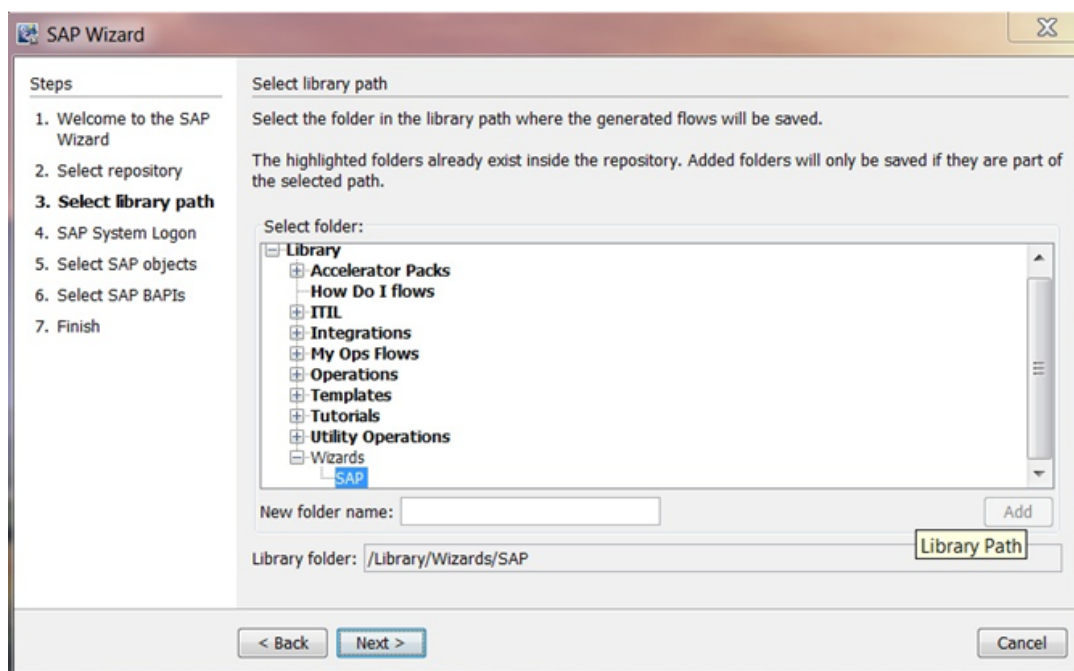 SAP Wizard
Steps
1. Welcome to the SAP
Wizard
2. Select repository
3. Select library path
4. SAP System Logon
5. Select SAP objects
6. Select SAP BAPIs
7. Finish
Select library path
Select the folder in the library path where the generated flows will be saved.
The highlighted folders already exist inside the repository. Added folders will only be saved if they are part of
the selected path.
Select folder:
Library
Accelerator Packs
How Do I flows
ITIL
Integrations
My Ops Flows
Operations
Templates
Tutorials
Utility Operations
Wizards
SAP
New folder name:
Add
Library Path
Library folder: /Library/Wizards/SAP
< Back
Next >
Cancel